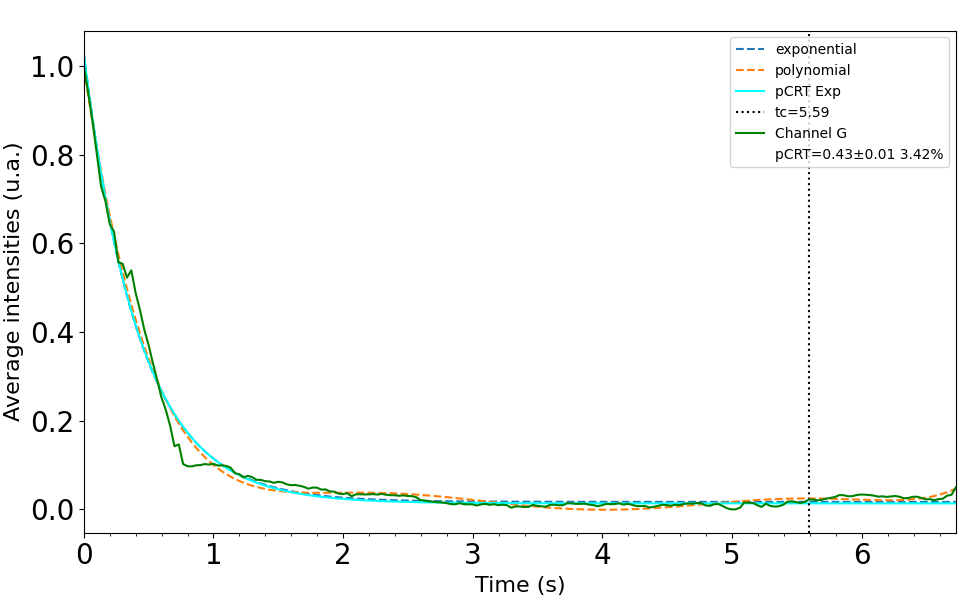 exponential
polynomial
pCRT Exp
tc=5.59
Channel G
pCRT=0.43±0.01 3.42%
1.0
0.8
0.6
0.4
0.2
0.0
0 1 2 3 4 5 6
Average intensities (u.a.)
Time (s)